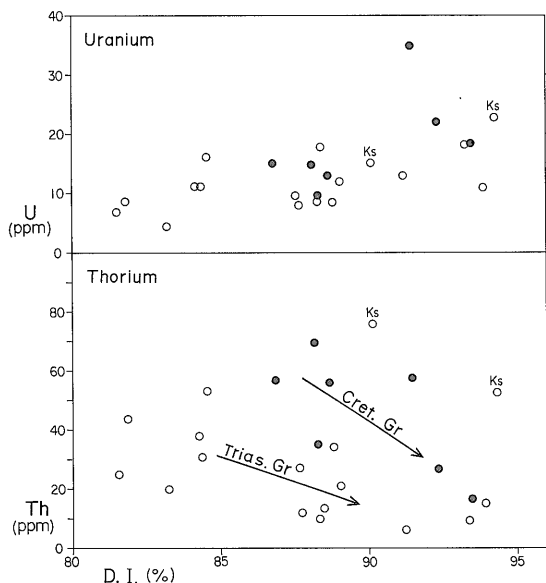 40
Uranium
30
Ks
20
Ks
10
U
(ppm)
0
Thorium
80
Ks
60
Ks
Cret. Gr
40
Trias. Gr
20
Th
(ppm)
0
80 85 90 95
D. I. (%)